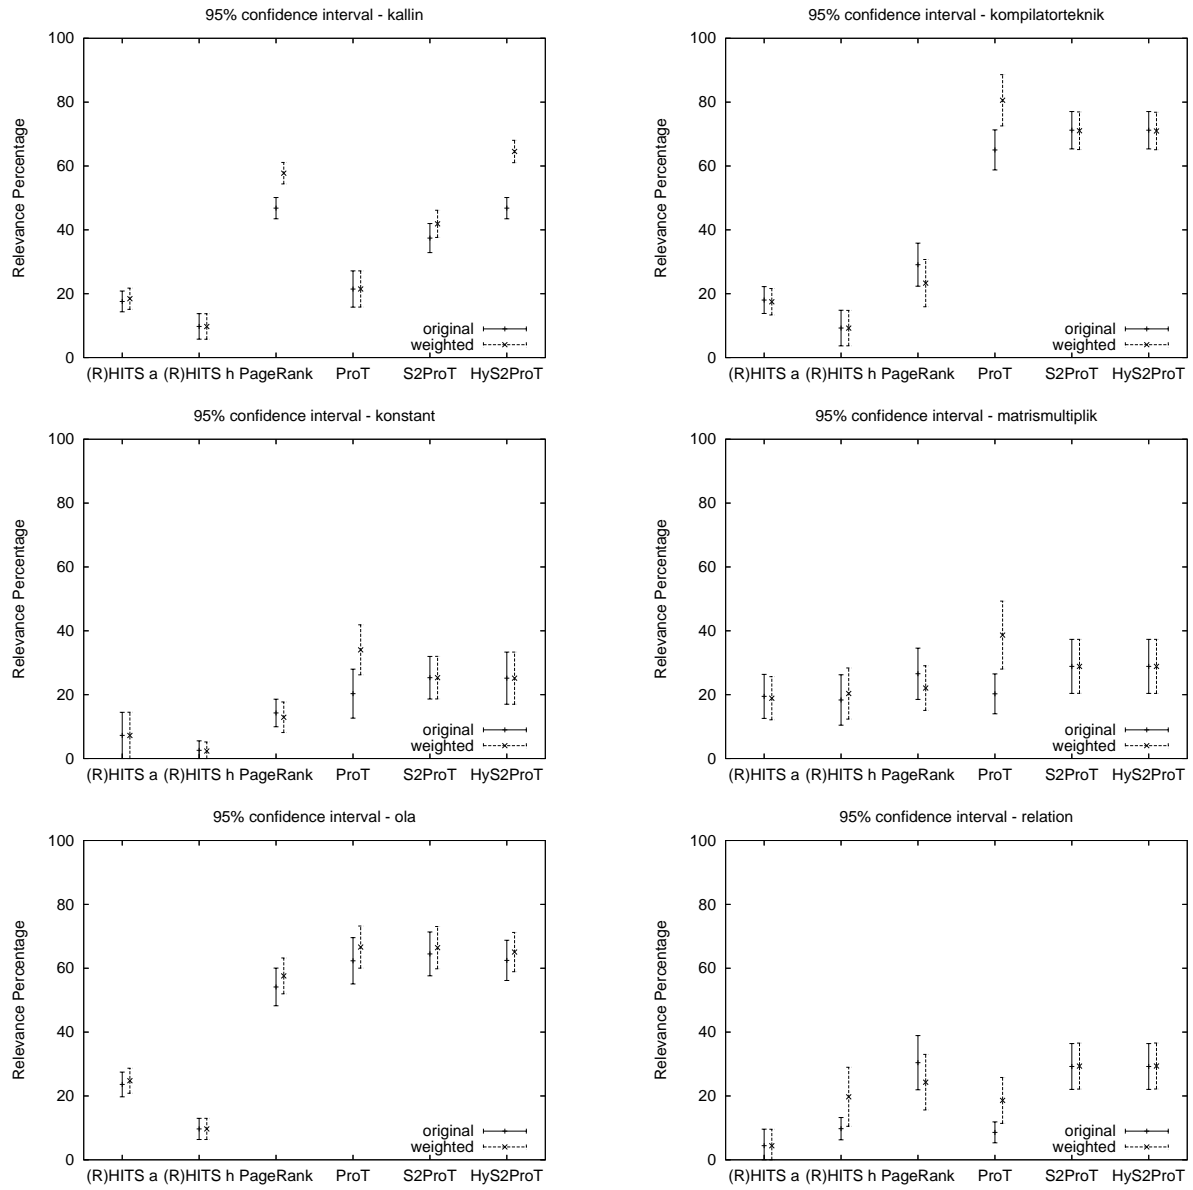 95% confidence interval - kallin
100
80
60
40
20
0
Relevance Percentage
original
weighted
(R)HITS a (R)HITS h PageRank ProT S2ProT HyS2ProT
95% confidence interval - kompilatorteknik
100
80
60
40
20
0
Relevance Percentage
original
weighted
(R)HITS a (R)HITS h PageRank ProT S2ProT HyS2ProT
95% confidence interval - konstant
100
80
60
40
20
0
Relevance Percentage
original
weighted
(R)HITS a (R)HITS h PageRank ProT S2ProT HyS2ProT
95% confidence interval - matrismultiplik
100
80
60
40
20
0
Relevance Percentage
original
weighted
(R)HITS a (R)HITS h PageRank ProT S2ProT HyS2ProT
95% confidence interval - ola
100
80
60
40
20
0
Relevance Percentage
original
weighted
(R)HITS a (R)HITS h PageRank ProT S2ProT HyS2ProT
95% confidence interval - relation
100
80
60
40
20
0
Relevance Percentage
original
weighted
(R)HITS a (R)HITS h PageRank ProT S2ProT HyS2ProT